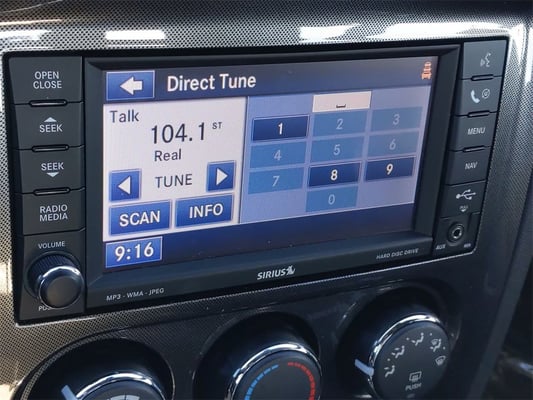 OPEN
CLOSE
SEEK
SEEK
RADIO
MEDIA
VOLUME
Direct Tune
Talk
104.1 ST
Real
TUNE
SCAN
INFO
9:16
1
2
3
4
5
6
7
8
9
0
MENU
NAV
AUX
SIRIUS
HARD DISC DRIVE
MP3 - WMA - JPEG
PUSH